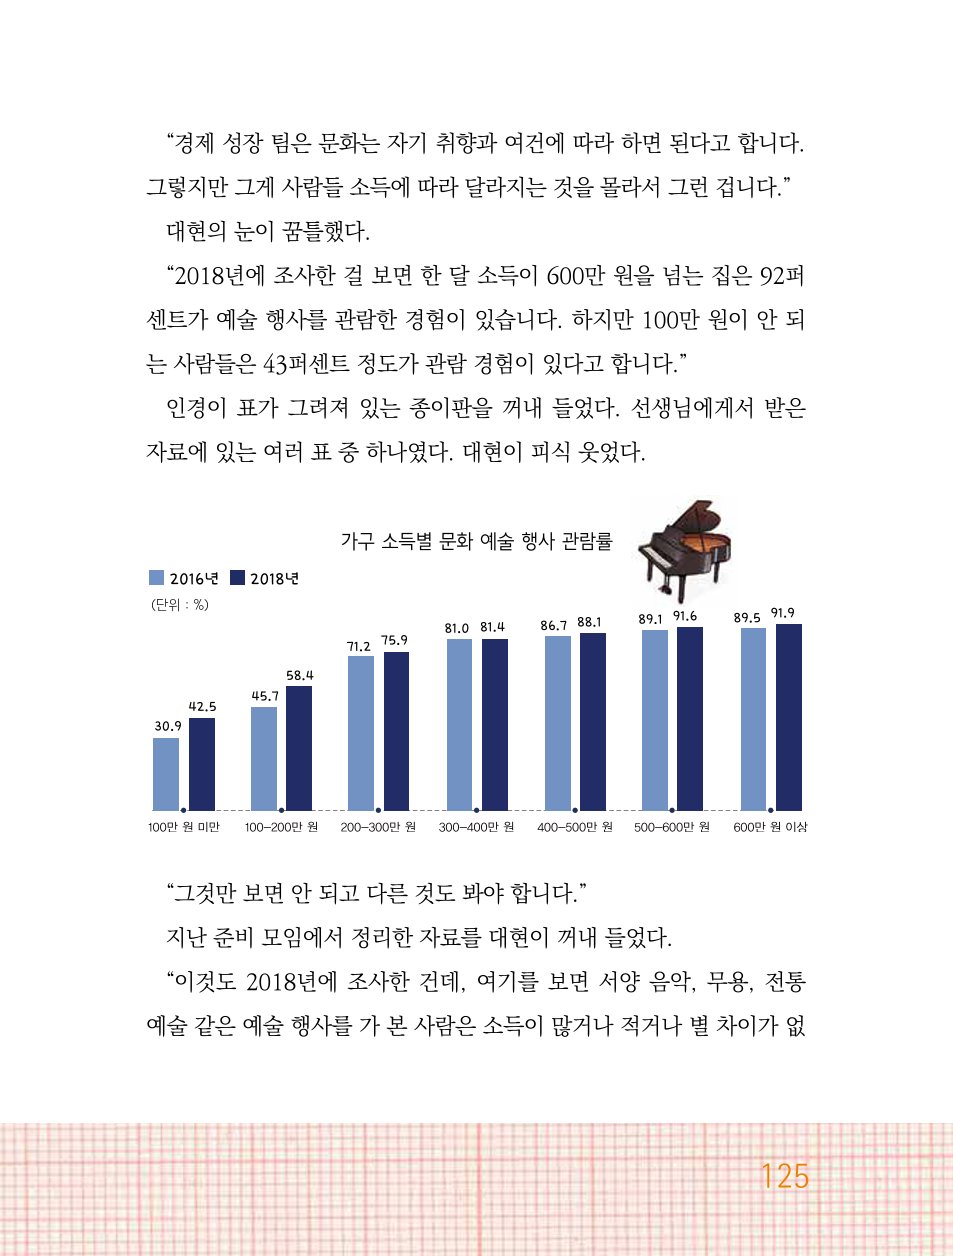 “경제 성장 팀은 문화는 자기 취향과 여건에 따라 하면 된다고 합니다.
그렇지만 그게 사람들 소득에 따라 달라지는 것을 몰라서 그런 겁니다.”
대현의 눈이 꿈틀했다.
“2018년에 조사한 걸 보면 한 달 소득이 600만 원을 넘는 집은 92퍼
센트가 예술 행사를 관람한 경험이 있습니다. 하지만 100만 원이 안 되
는 사람들은 43퍼센트 정도가 관람 경험이 있다고 합니다.”
인경이 표가 그려져 있는 종이판을 꺼내 들었다. 선생님에게서 받은
자료에 있는 여러 표 중 하나였다. 대현이 피식 웃었다.
가구 소득별 문화 예술 행사 관람률
2016년 2018년
(단위 : %)
30.9 42.5 45.7 58.4 71.2 75.9 81.0 81.4 86.7 88.1 89.1 91.6 89.5 91.9
100만 원 미만 100–200만 원 200–300만 원 300–400만 원 400–500만 원 500–600만 원 600만 원 이상
“그것만 보면 안 되고 다른 것도 봐야 합니다.”
지난 준비 모임에서 정리한 자료를 대현이 꺼내 들었다.
“이것도 2018년에 조사한 건데, 여기를 보면 서양 음악, 무용, 전통
예술 같은 예술 행사를 가 본 사람은 소득이 많거나 적거나 별 차이가 없
125